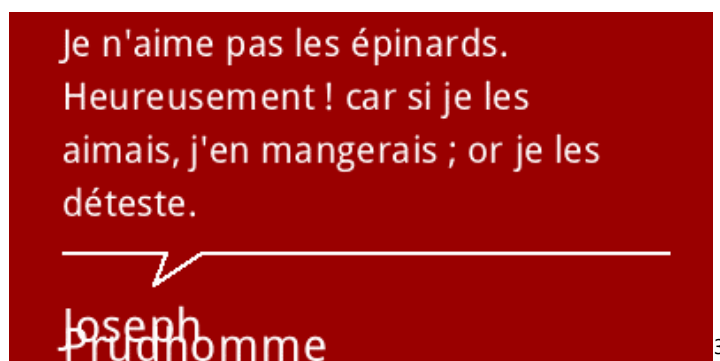 Je n'aime pas les épinards.
Heureusement ! car si je les
aimais, j'en mangerais ; or je les
déteste.
Joseph
Prudhomme